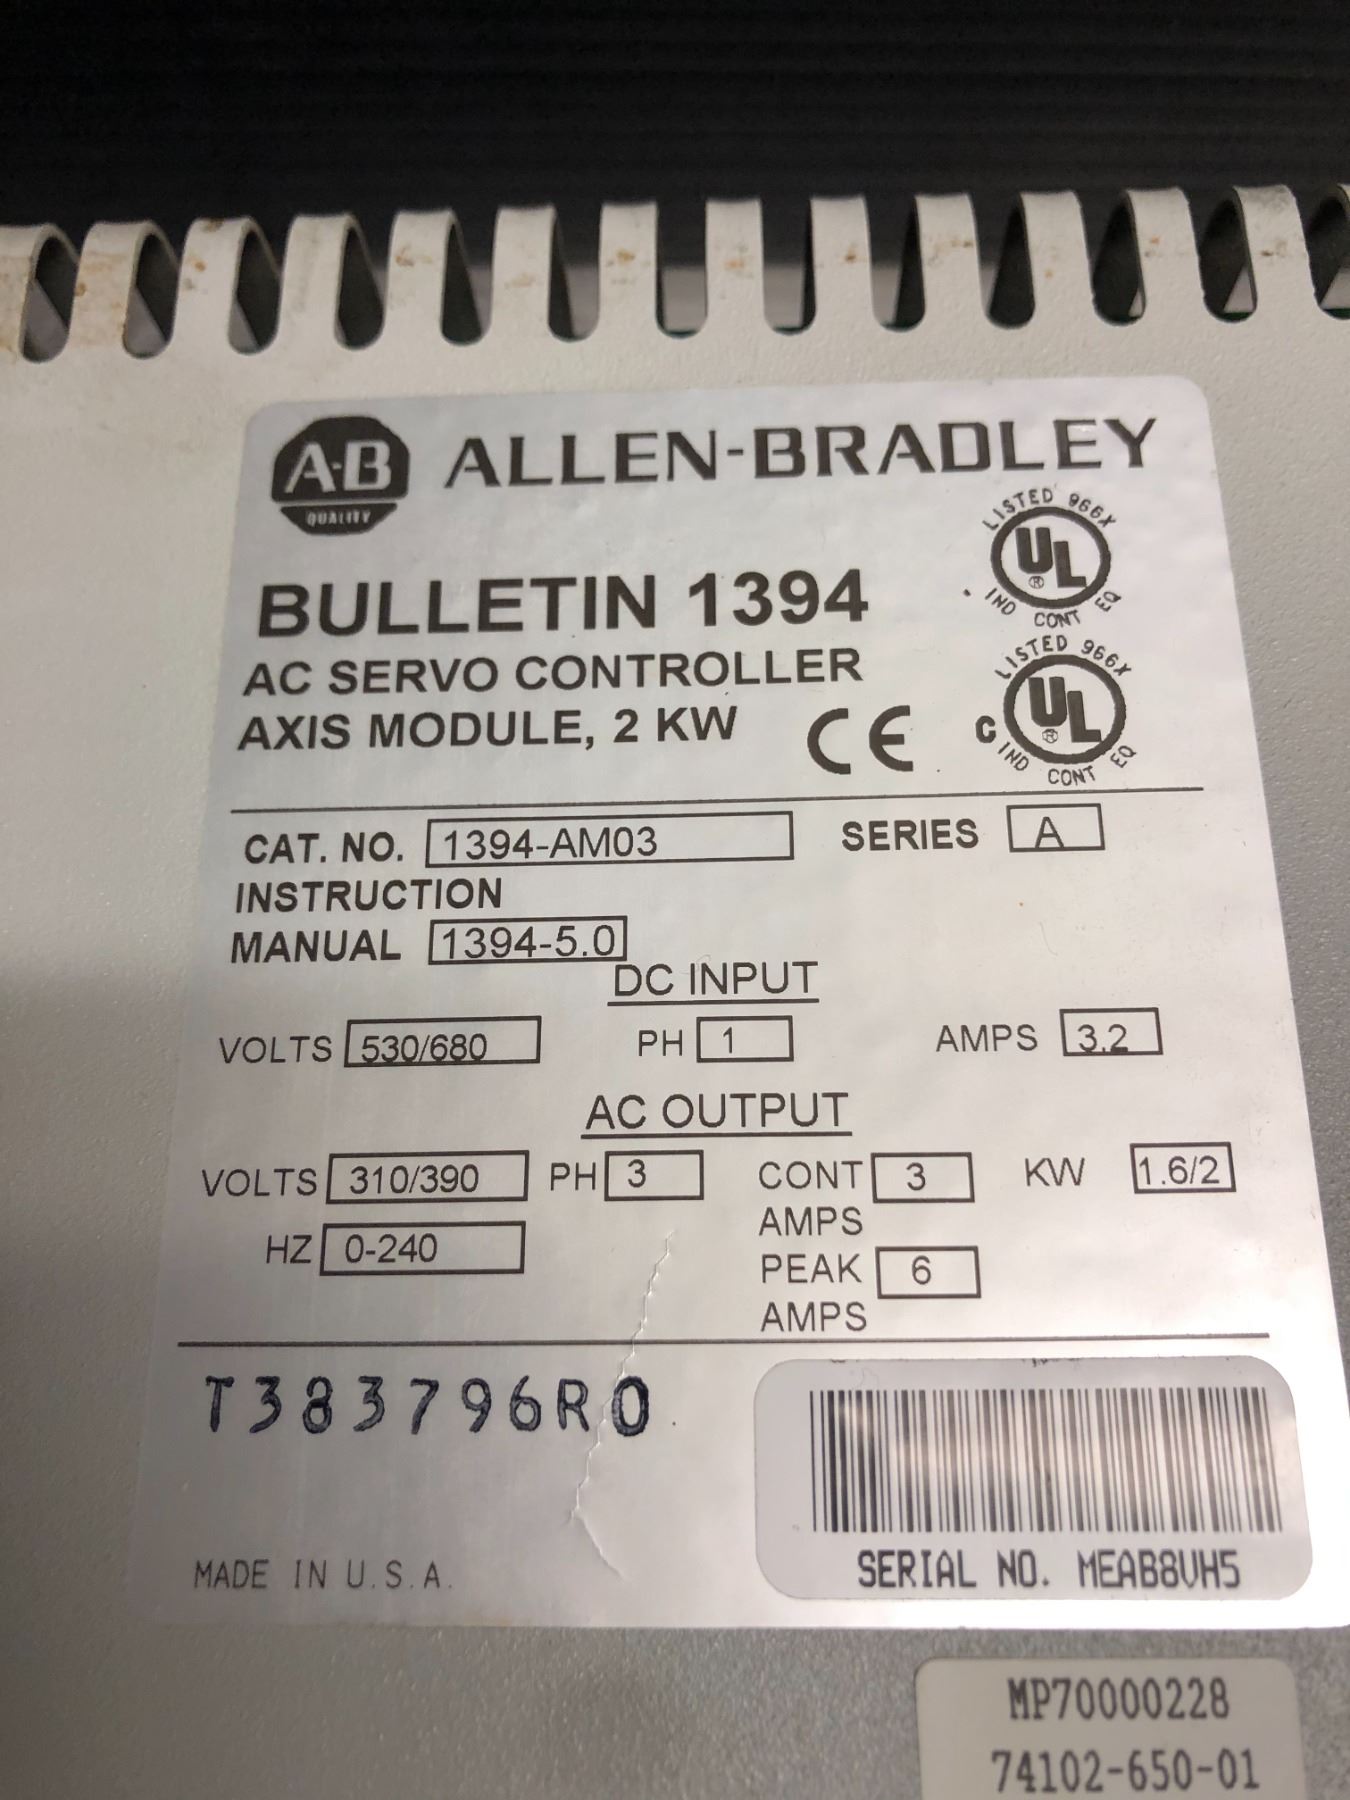 A-B ALLEN-BRADLEY
QUALITY
LISTED 966X
UL ®
IND CONT EQ
BULLETIN 1394
AC SERVO CONTROLLER
AXIS MODULE, 2 KW
CE
LISTED 966X
C UL ®
IND CONT EQ
CAT. NO. 1394-AM03 SERIES A
INSTRUCTION
MANUAL 1394-5.0
DC INPUT
VOLTS 530/680 PH 1 AMPS 3.2
AC OUTPUT
VOLTS 310/390 PH 3 CONT 3 KW 1.6/2
AMPS
HZ 0-240 PEAK 6
AMPS
T383796R0
MADE IN U.S.A.
SERIAL NO. MEAB8VH5
MP70000228
74102-650-01